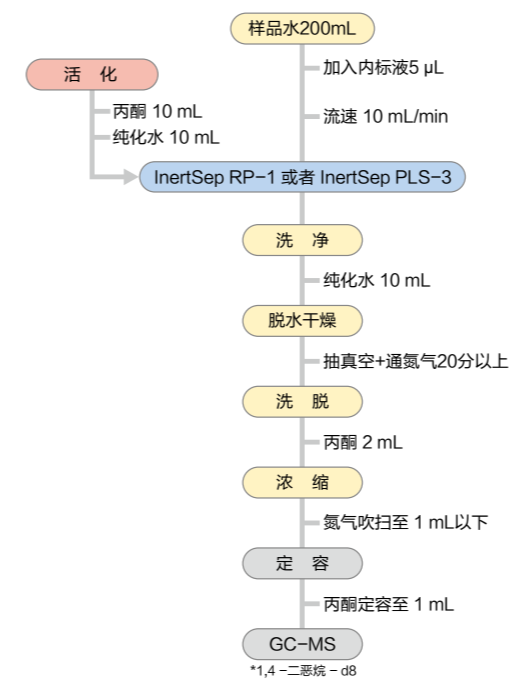 样品水200mL
加入内标液5 μL
流速 10 mL/min
活 化
丙酮 10 mL
纯化水 10 mL
InertSep RP-1 或者 InertSep PLS-3
洗 净
纯化水 10 mL
脱水干燥
抽真空+通氮气20分以上
洗 脱
丙酮 2 mL
浓 缩
氮气吹扫至 1 mL以下
定 容
丙酮定容至 1 mL
GC-MS
*1,4 -二恶烷 - d8